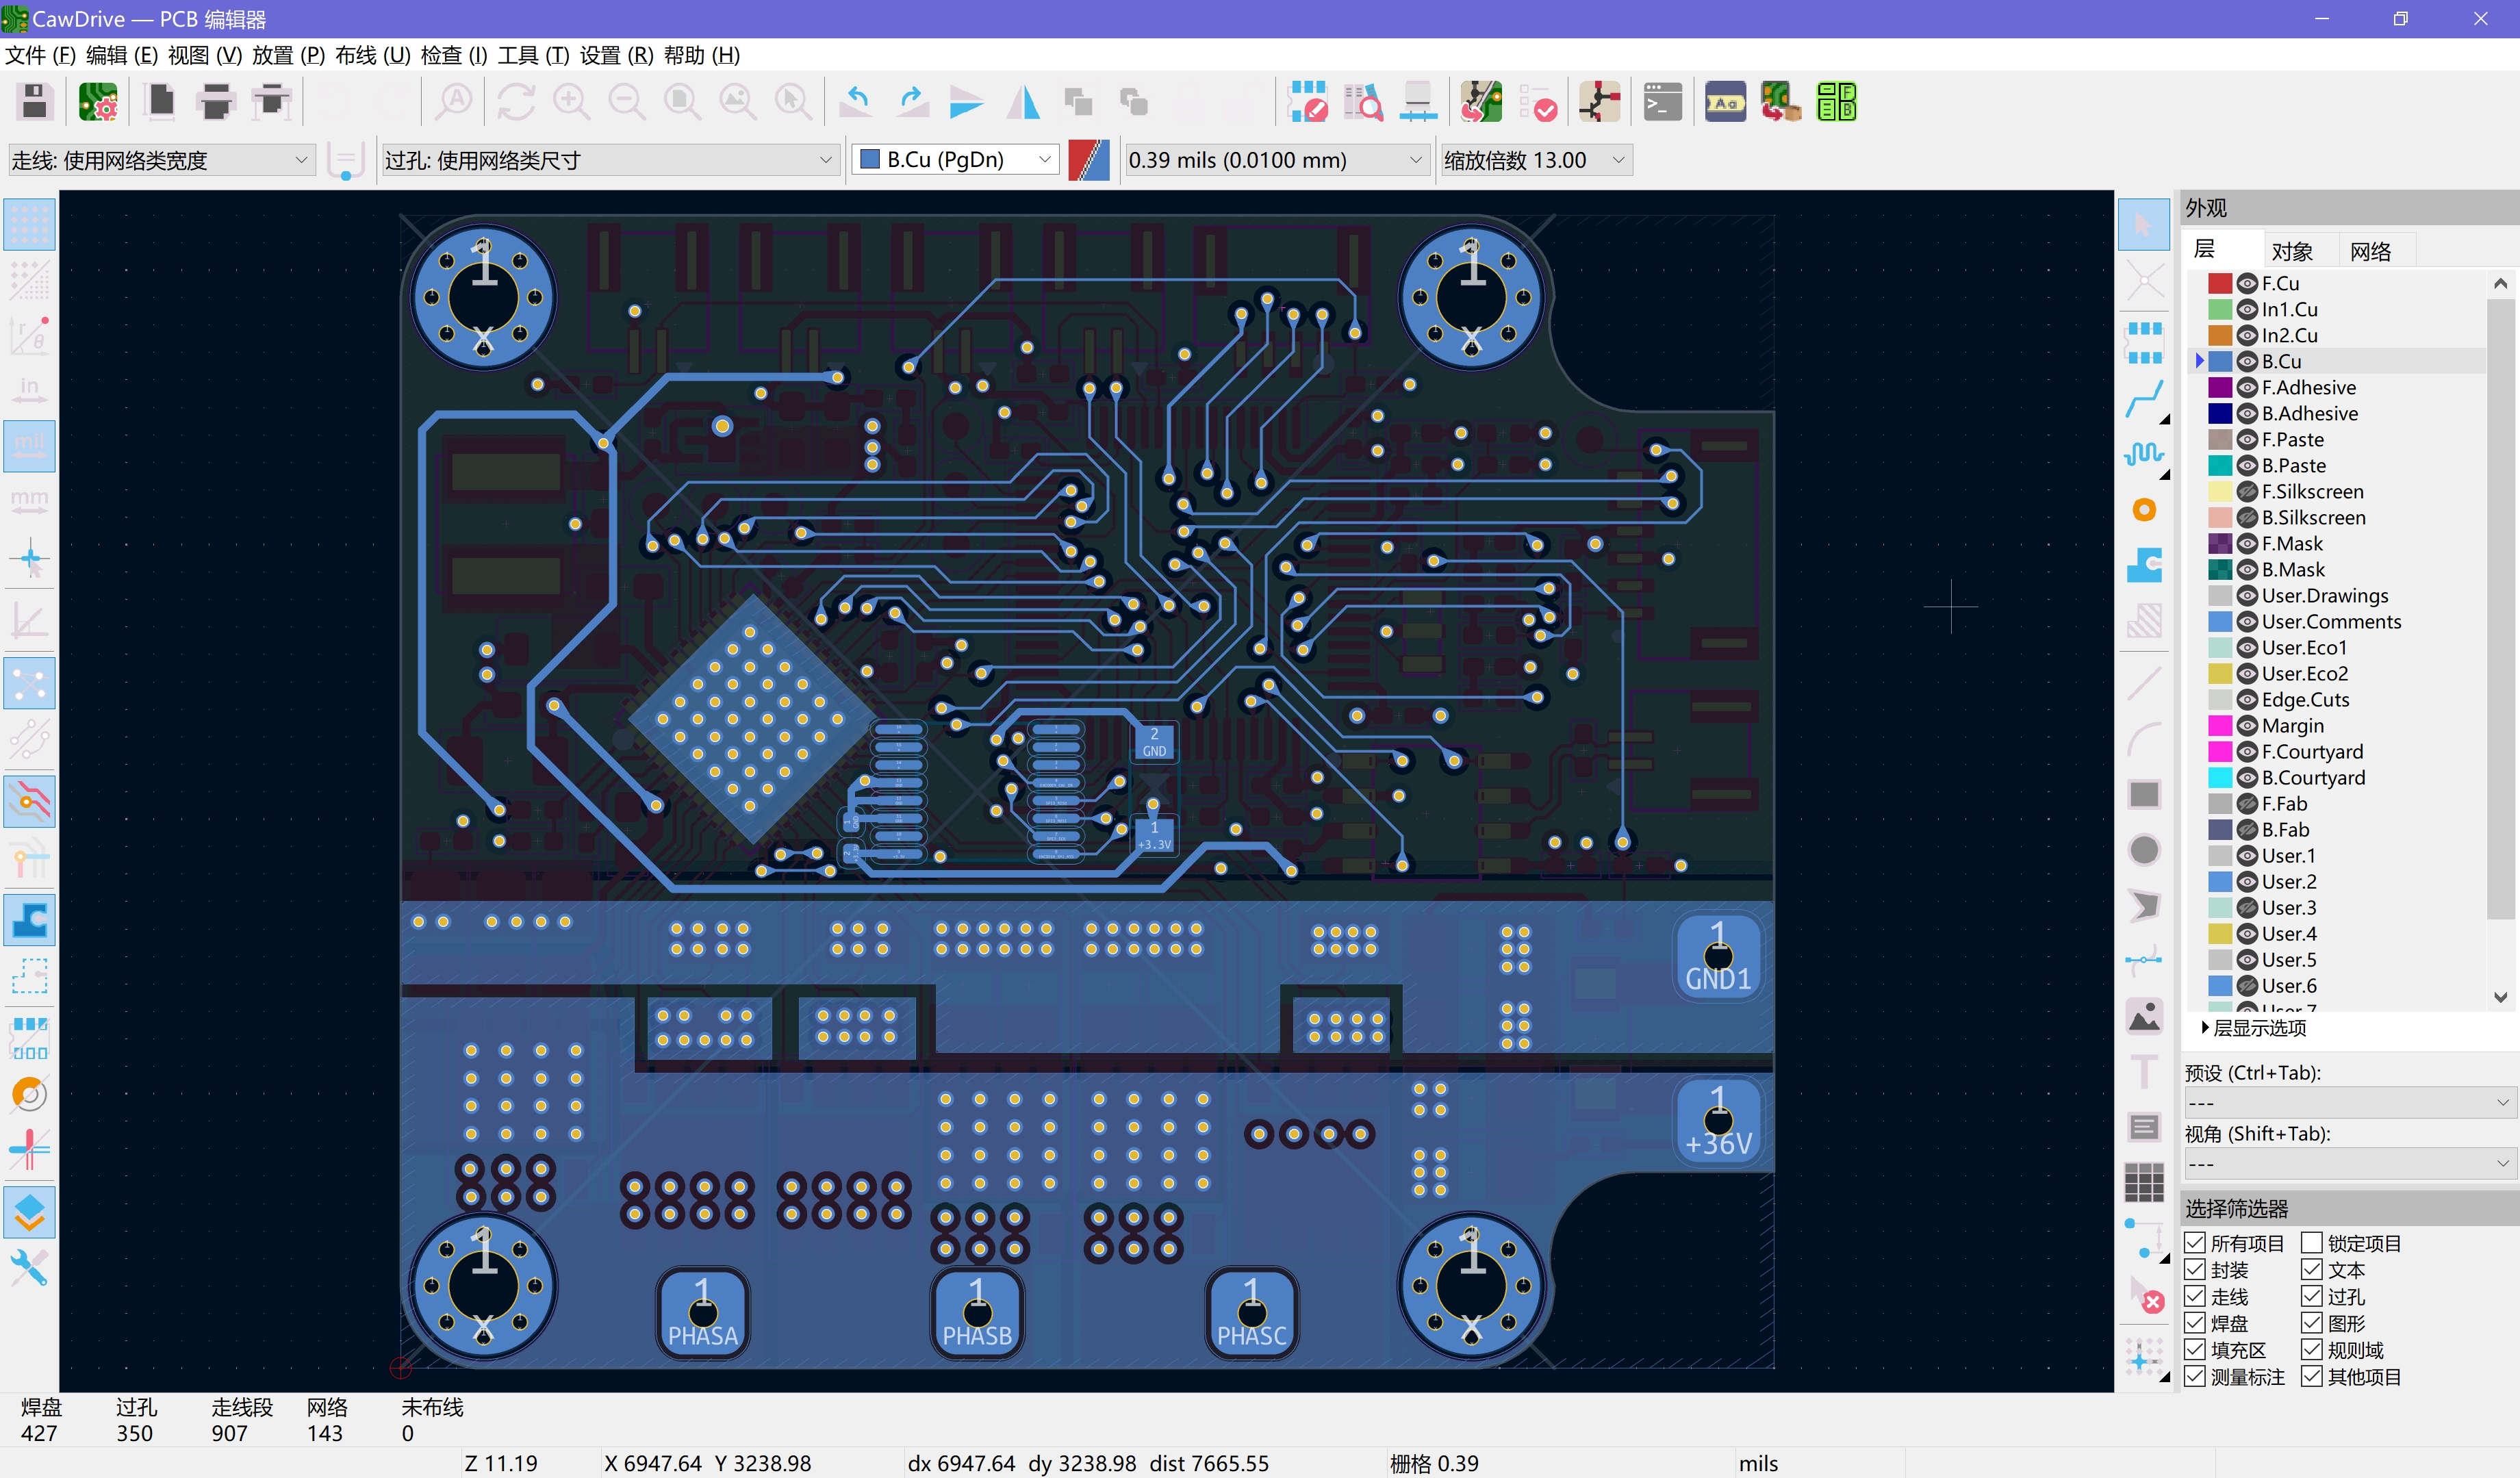 CawDrive — PCB 编辑器
文件 (F) 编辑 (E) 视图 (V) 放置 (P) 布线 (U) 检查 (I) 工具 (T) 设置 (R) 帮助 (H)
走线: 使用网络类宽度
过孔: 使用网络类尺寸
B.Cu (PgDn)
0.39 mils (0.0100 mm)
缩放倍数 13.00
in
mil
mm
1
X
1
X
2
GND
1
+3.3V
1
GND1
1
+36V
1
X
1
PHASA
1
PHASB
1
PHASC
1
X
外观
层 对象 网络
F.Cu
In1.Cu
In2.Cu
B.Cu
F.Adhesive
B.Adhesive
F.Paste
B.Paste
F.Silkscreen
B.Silkscreen
F.Mask
B.Mask
User.Drawings
User.Comments
User.Eco1
User.Eco2
Edge.Cuts
Margin
F.Courtyard
B.Courtyard
F.Fab
B.Fab
User.1
User.2
User.3
User.4
User.5
User.6
User.7
层显示选项
预设 (Ctrl+Tab):
---
视角 (Shift+Tab):
---
选择筛选器
所有项目 锁定项目
封装 文本
走线 过孔
焊盘 图形
填充区 规则域
测量标注 其他项目
焊盘 过孔 走线段 网络 未布线
427 350 907 143 0
Z 11.19 X 6947.64 Y 3238.98 dx 6947.64 dy 3238.98 dist 7665.55 栅格 0.39 mils